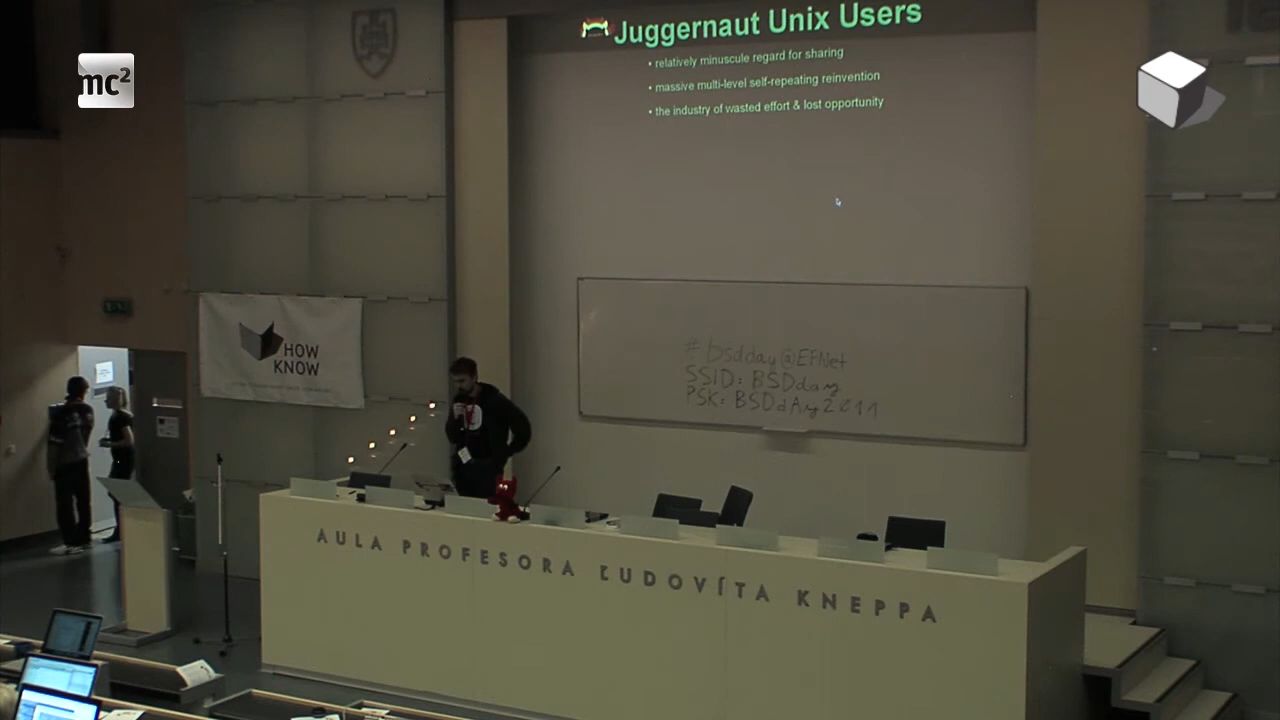 mc²
Juggernaut Unix Users
• relatively minuscule regard for sharing
• massive multi-level self-repeating reinvention
• the industry of wasted effort & lost opportunity
HOW
KNOW
# bsdday@EFNet
SSID: BSDday
PSK: BSDdAy2011
AULA PROFESORA ĽUDOVÍTA KNEPPA